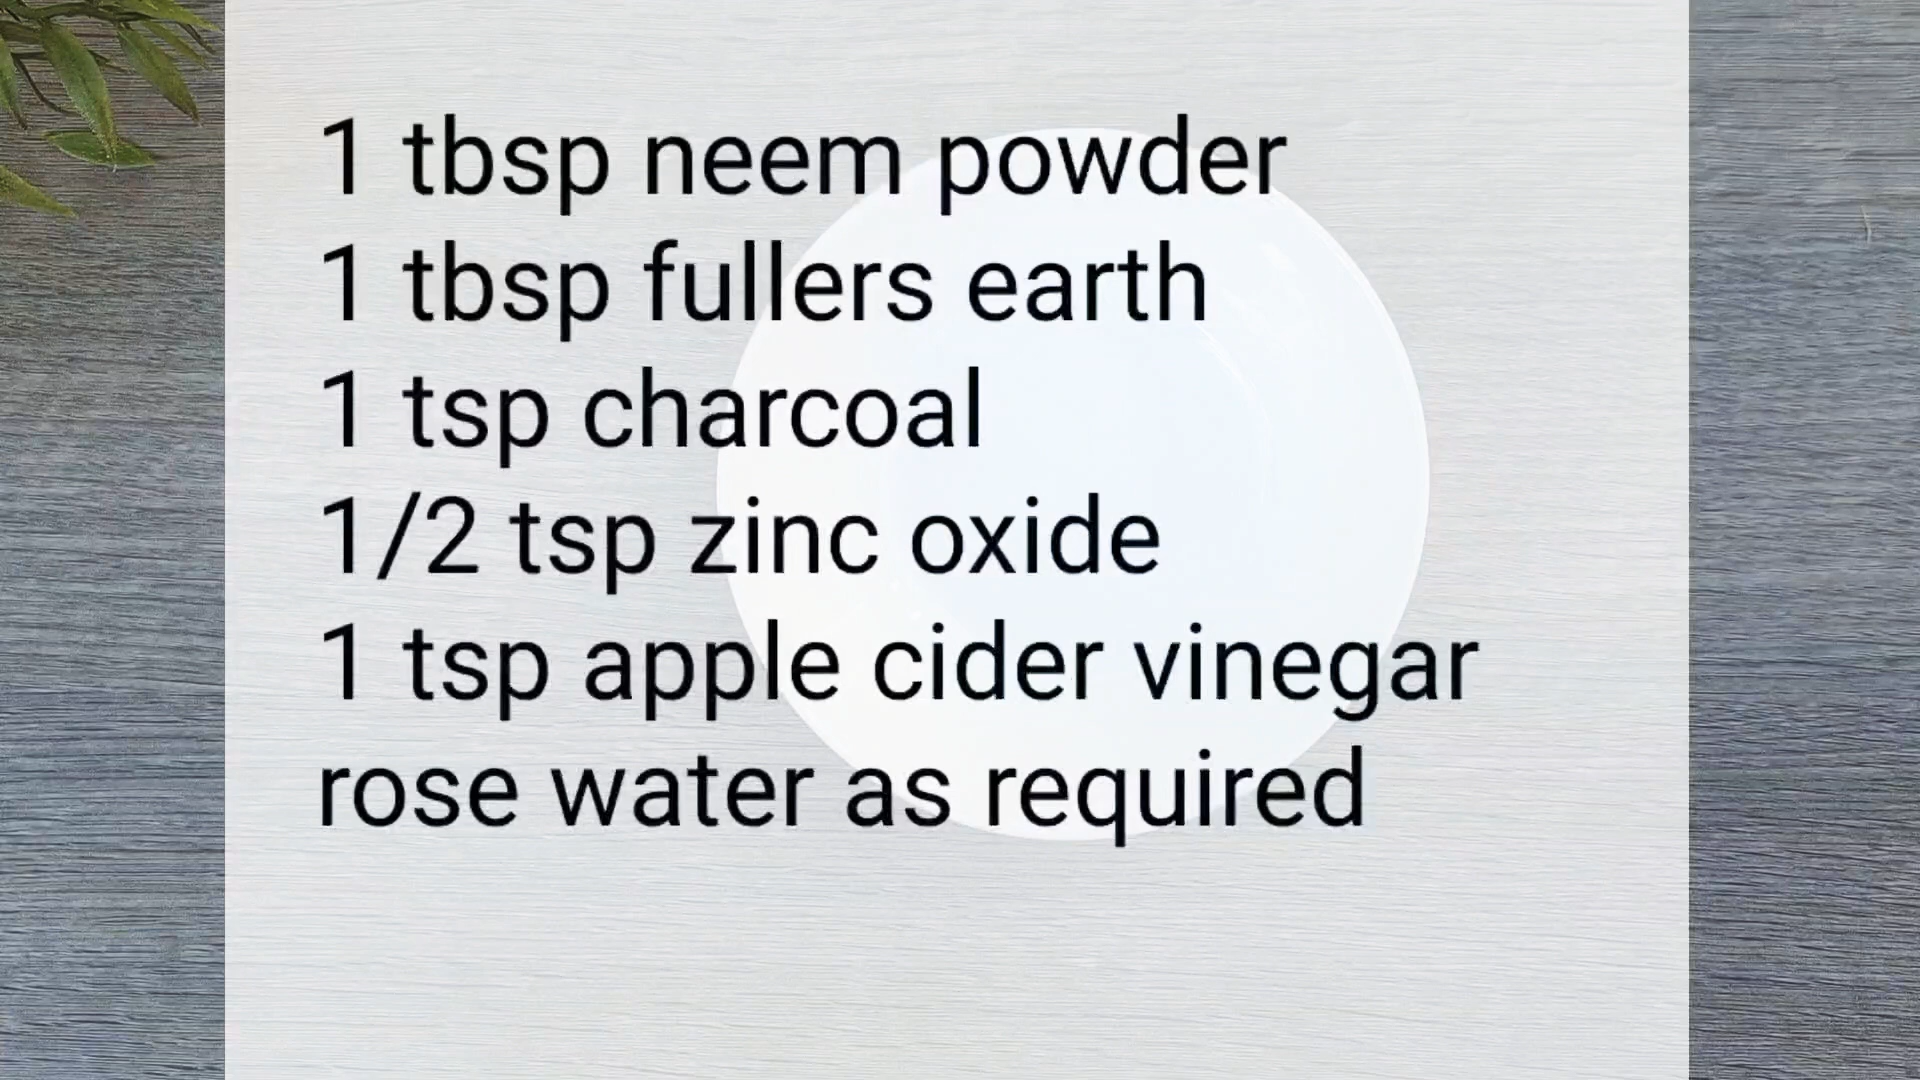 1 tbsp neem powder
1 tbsp fullers earth
1 tsp charcoal
1/2 tsp zinc oxide
1 tsp apple cider vinegar
rose water as required